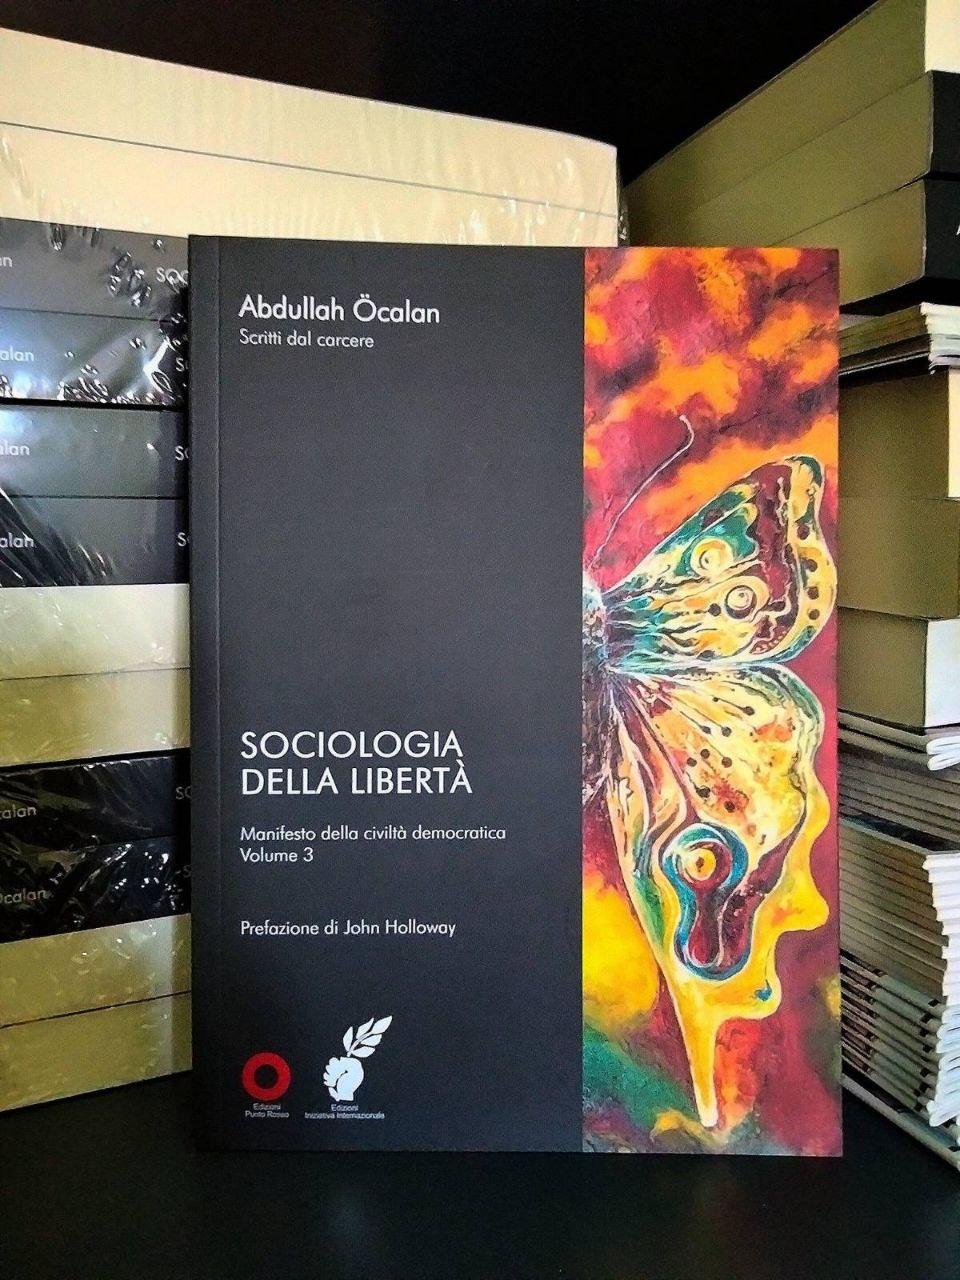 Abdullah Öcalan
Scritti dal carcere
SOCIOLOGIA
DELLA LIBERTÀ
Manifesto della civiltà democratica
Volume 3
Prefazione di John Holloway
Edizioni
Punto Rosso
Edizioni
Iniziativa Internazionale